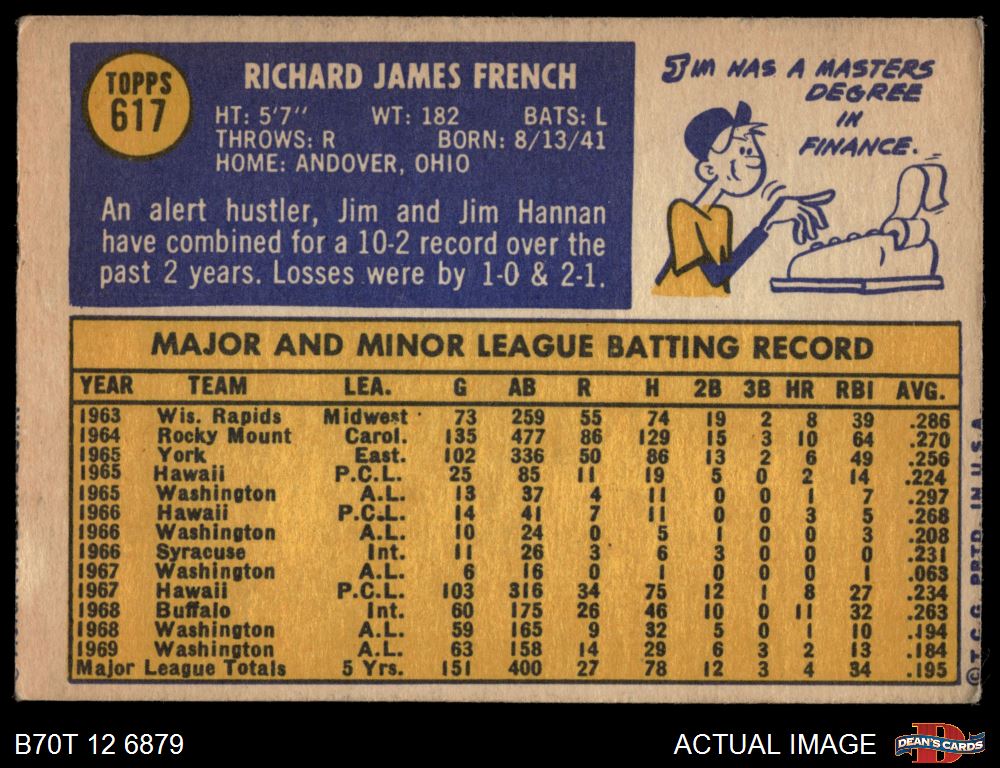 TOPPS
617
RICHARD JAMES FRENCH
HT: 5'7" WT: 182 BATS: L
THROWS: R BORN: 8/13/41
HOME: ANDOVER, OHIO
An alert hustler, Jim and Jim Hannan
have combined for a 10-2 record over the
past 2 years. Losses were by 1-0 & 2-1.
JIM HAS A MASTERS
DEGREE
IN
FINANCE.
MAJOR AND MINOR LEAGUE BATTING RECORD
YEAR TEAM LEA. G AB R H 2B 3B HR RBI AVG.
1963 Wis. Rapids Midwest 73 259 55 74 19 2 8 39 .286
1964 Rocky Mount Carol. 135 477 86 129 15 3 10 64 .270
1965 York East. 102 336 50 86 13 2 6 49 .256
1965 Hawaii P.C.L. 25 85 11 19 5 0 2 14 .224
1965 Washington A.L. 13 37 4 11 0 0 1 7 .297
1966 Hawaii P.C.L. 14 41 7 11 0 0 3 5 .268
1966 Washington A.L. 10 24 0 5 1 0 0 3 .208
1966 Syracuse Int. 11 26 3 6 3 0 0 0 .231
1967 Washington A.L. 6 16 0 1 0 0 0 1 .063
1967 Hawaii P.C.L. 103 316 34 75 12 1 8 27 .234
1968 Buffalo Int. 60 175 26 46 10 0 11 32 .263
1968 Washington A.L. 59 165 9 32 5 0 1 10 .194
1969 Washington A.L. 63 158 14 29 6 3 2 13 .184
Major League Totals 5 Yrs. 151 400 27 78 12 3 4 34 .195
© T.C.G. PRTD. IN U.S.A.
B70T 12 6879
ACTUAL IMAGE
DEAN'S CARDS